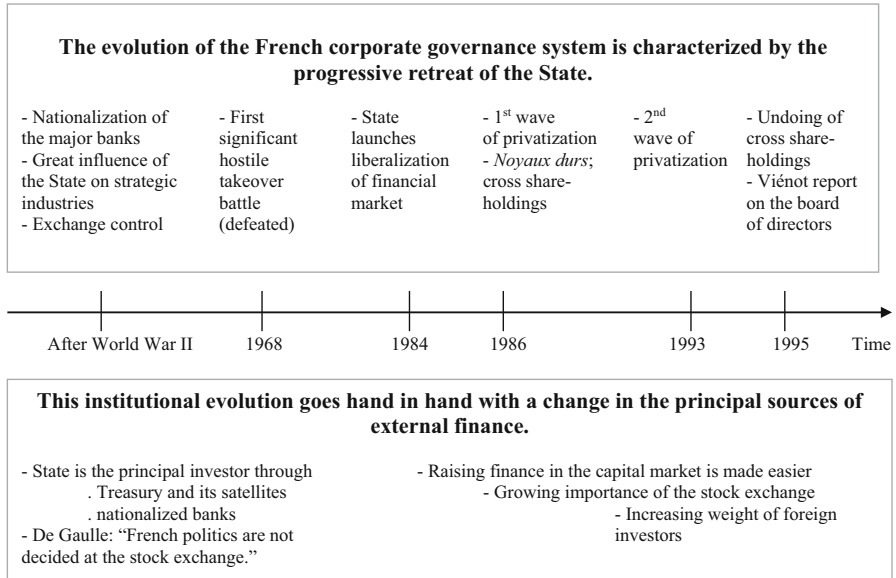 The evolution of the French corporate governance system is characterized by the
progressive retreat of the State.
- Nationalization of
the major banks
- Great influence of
the State on strategic
industries
- Exchange control
- First
significant
hostile
takeover
battle
(defeated)
- State
launches
liberalization
of financial
market
- 1st wave
of privatization
- Noyaux durs;
cross share-
holdings
- 2nd
wave of
privatization
- Undoing of
cross share-
holdings
- Viénot report
on the board
of directors
After World War II 1968 1984 1986 1993 1995 Time
This institutional evolution goes hand in hand with a change in the principal sources of
external finance.
- State is the principal investor through
. Treasury and its satellites
. nationalized banks
- De Gaulle: “French politics are not
decided at the stock exchange.”
- Raising finance in the capital market is made easier
- Growing importance of the stock exchange
- Increasing weight of foreign
investors